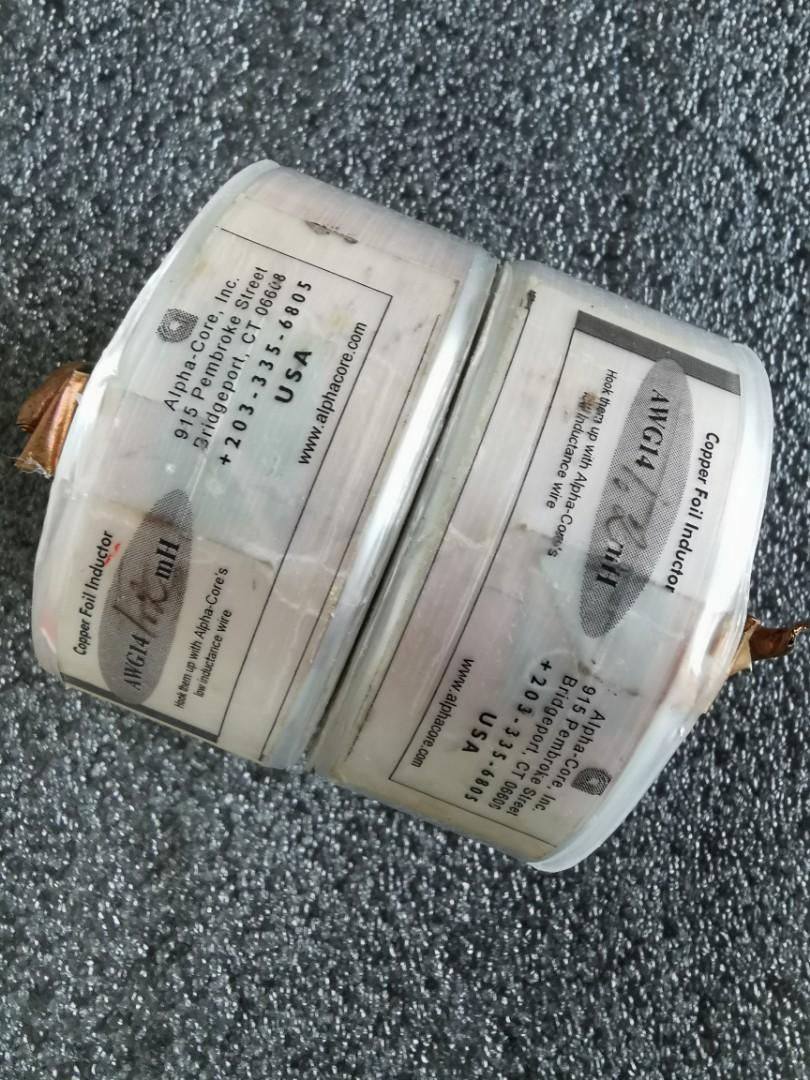 Alpha-Core, Inc.
915 Pembroke Street
Bridgeport, CT 06608
+203-335-6805
USA
www.alphacore.com
Copper Foil Inductor
AWG14 mH
Hook them up with Alpha-Core's
low inductance wire
Copper Foil Inductor
AWG14 mH
Hook them up with Alpha-Core's
Inductance wire
Alpha-Core, Inc.
915 Pembroke Street
Bridgeport, CT 06608
+203-335-6805
USA
www.alphacore.com